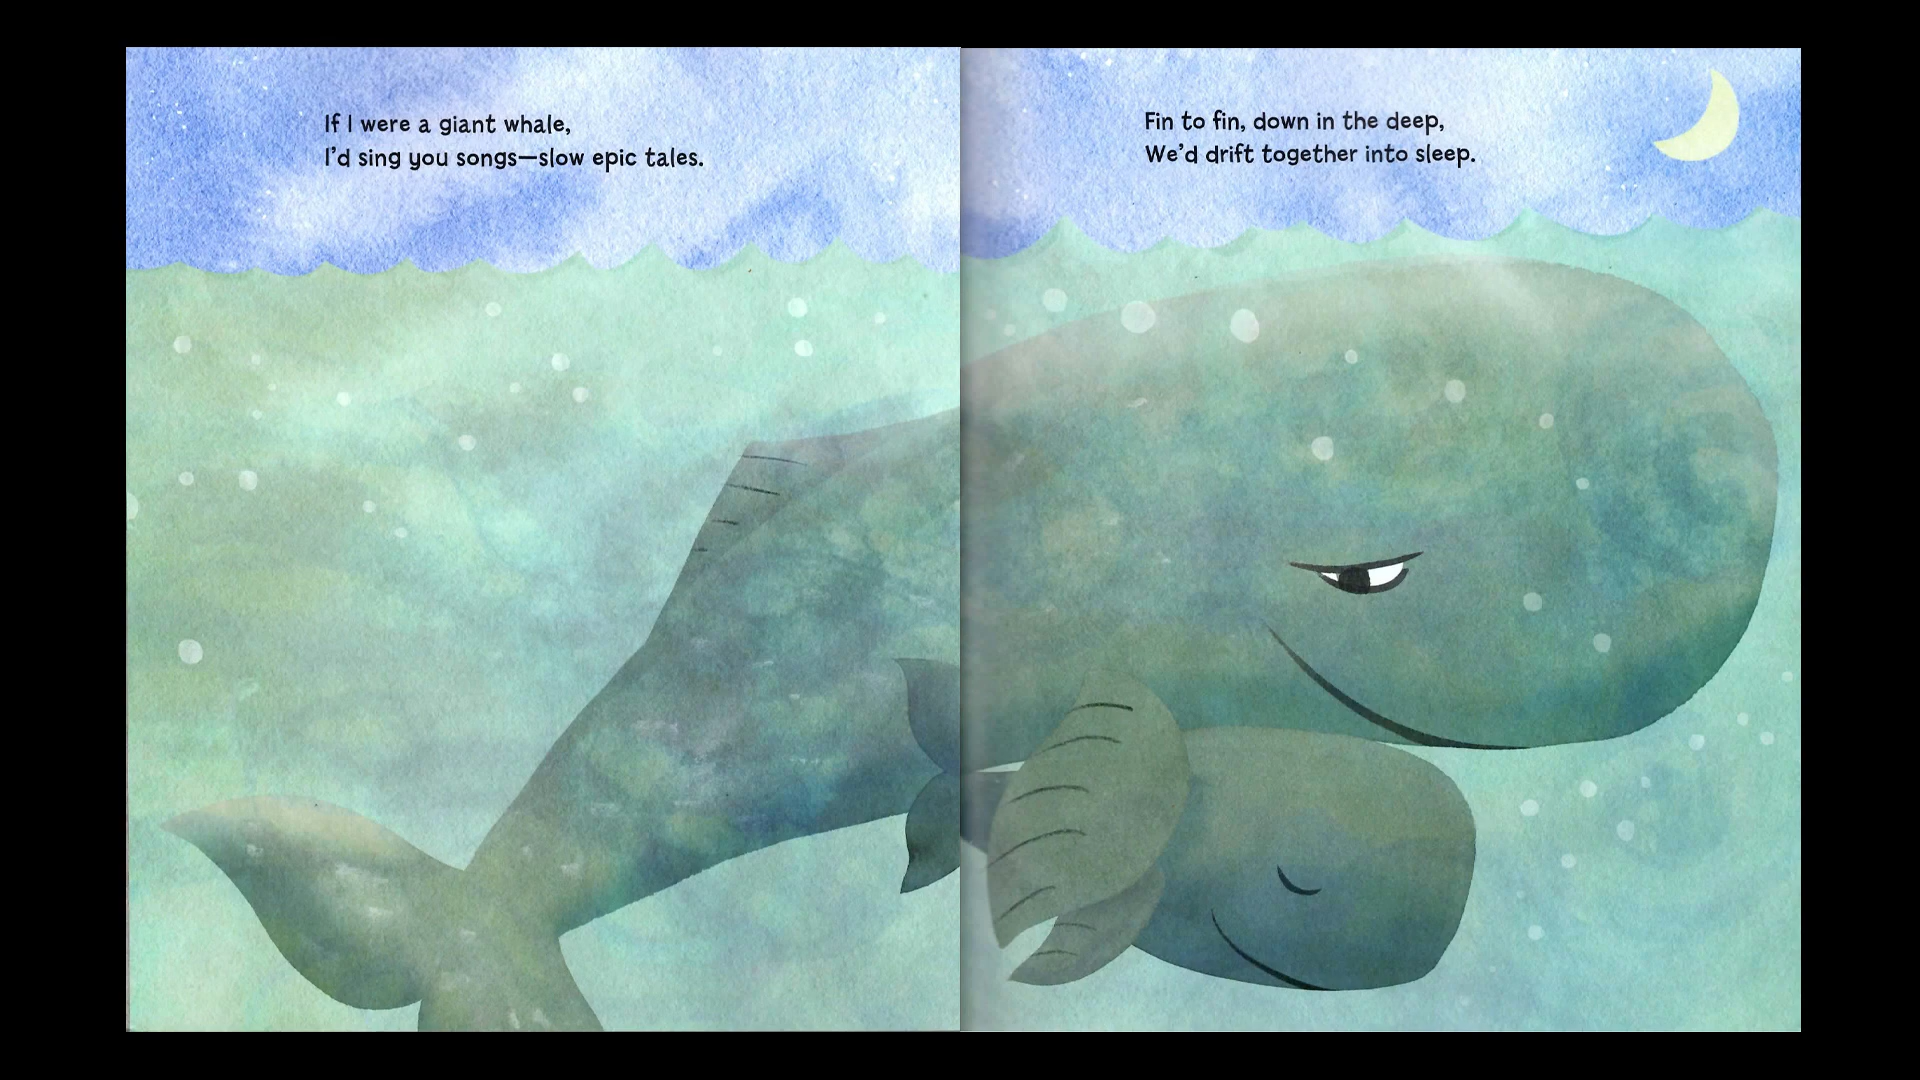 If I were a giant whale,
I'd sing you songs—slow epic tales.
Fin to fin, down in the deep,
We'd drift together into sleep.